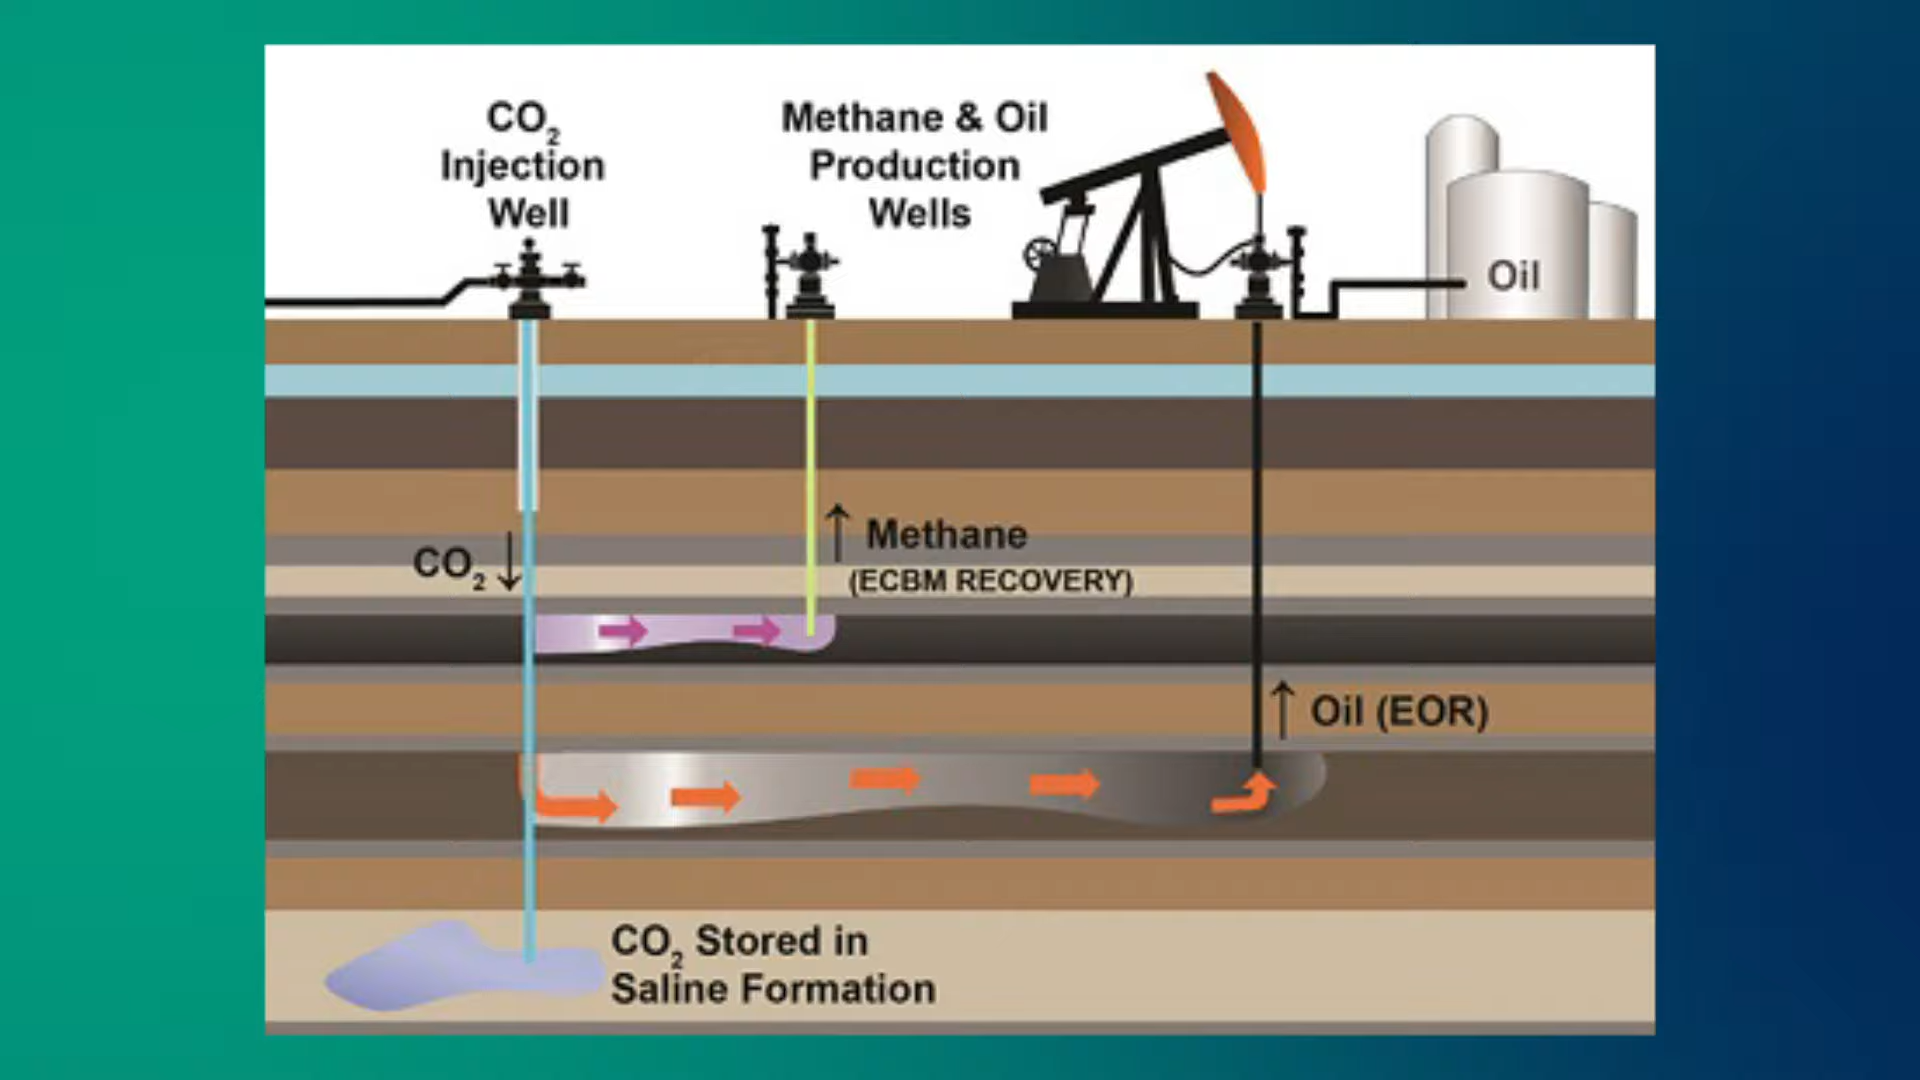 CO₂
Injection
Well
Methane & Oil
Production
Wells
Oil
CO₂ ↓
↑ Methane
(ECBM RECOVERY)
↑ Oil (EOR)
CO₂ Stored in
Saline Formation